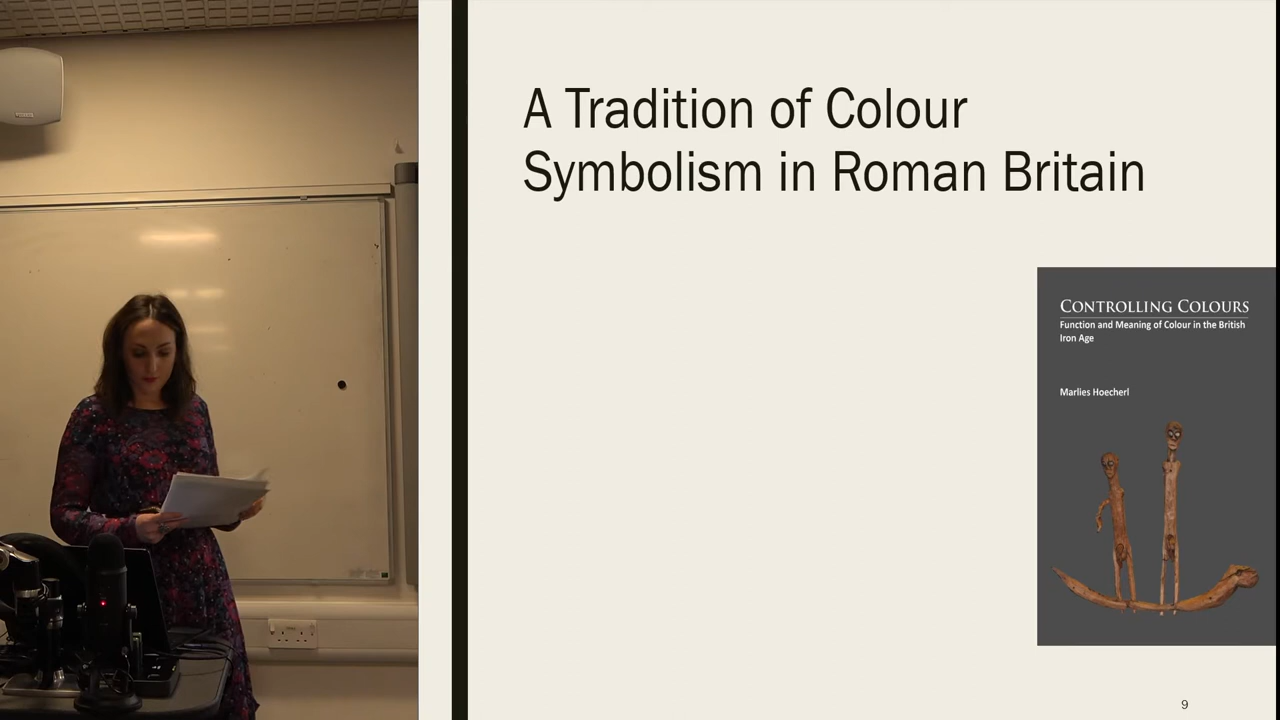 A Tradition of Colour
Symbolism in Roman Britain
CONTROLLING COLOURS
Function and Meaning of Colour in the British
Iron Age
Marlies Hoecherl
9